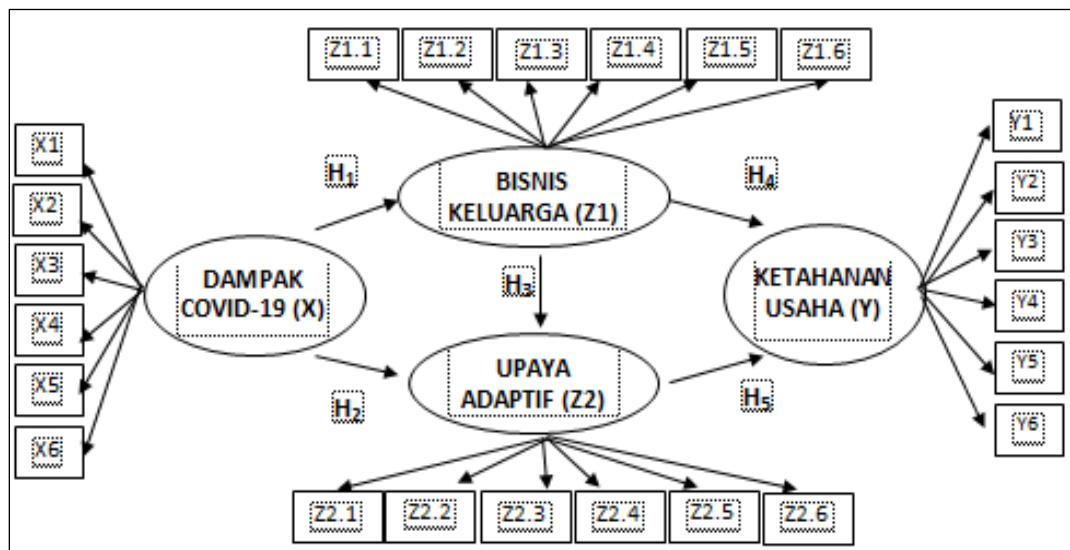 Z1.1 Z1.2 Z1.3 Z1.4 Z1.5 Z1.6
X1
X2
X3
X4
X5
X6
H1
BISNIS
KELUARGA (Z1)
H4
DAMPAK
COVID-19 (X)
H3
KETAHANAN
USAHA (Y)
H2
UPAYA
ADAPTIF (Z2)
H5
Y1
Y2
Y3
Y4
Y5
Y6
Z2.1 Z2.2 Z2.3 Z2.4 Z2.5 Z2.6